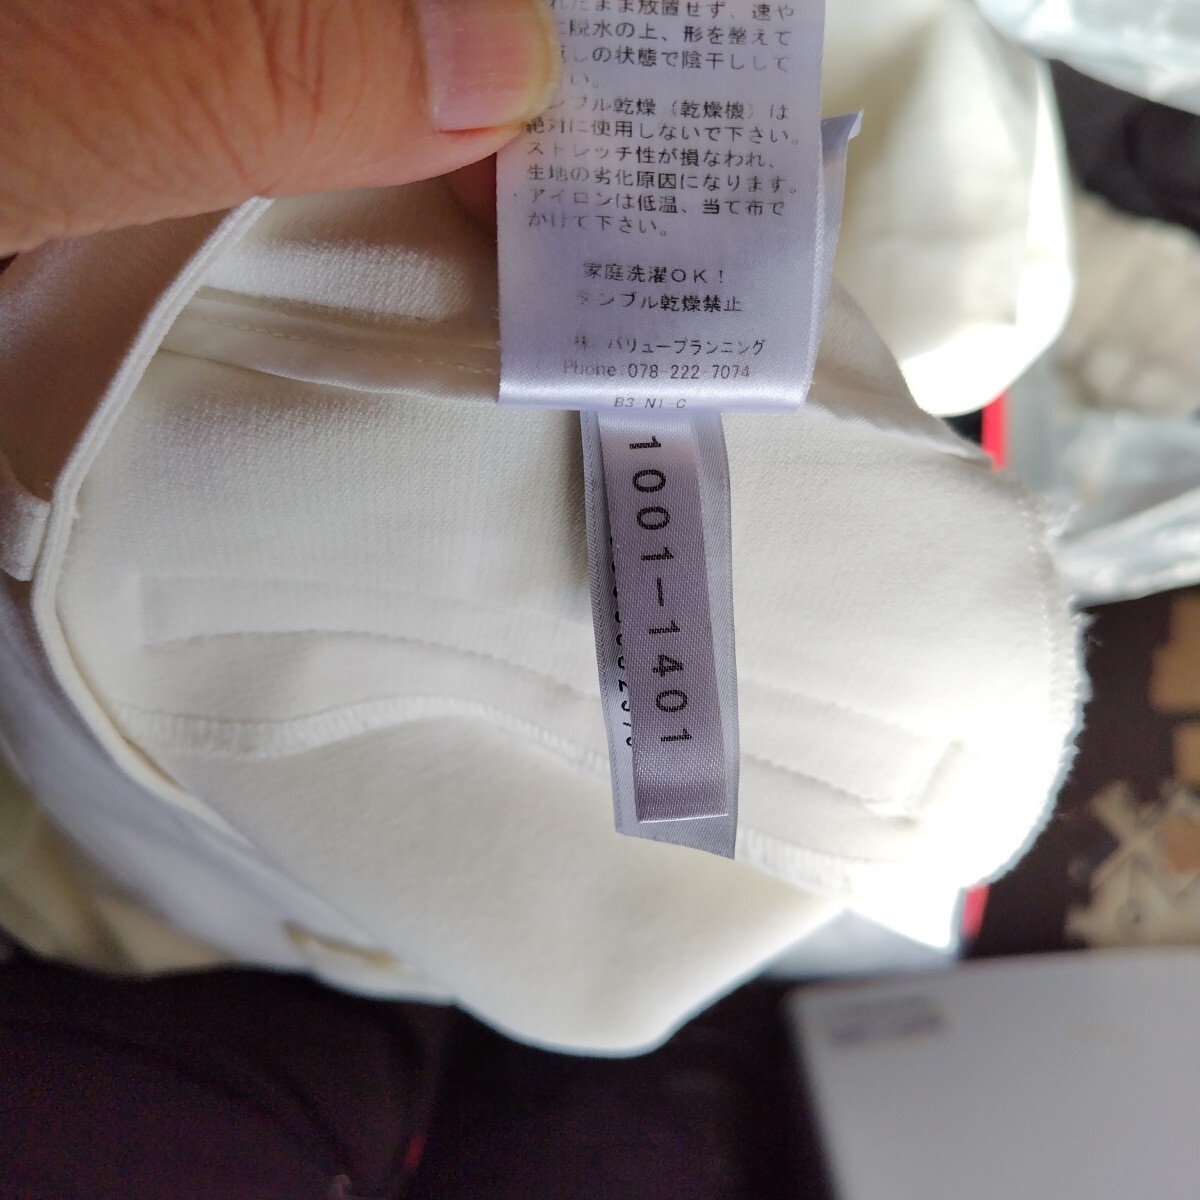 れたまま放置せず、速や
に脱水の上、形を整えて
返しの状態で陰干しして
い。
ンブル乾燥(乾燥機)は
絶対に使用しないで下さい。
ストレッチ性が損なわれ、
生地の劣化原因になります。
アイロンは低温、当て布で
かけて下さい。
家庭洗濯OK!
タンブル乾燥禁止
株 バリュープランニング
Phone:078-222-7074
B3-N1-C
1001-1401